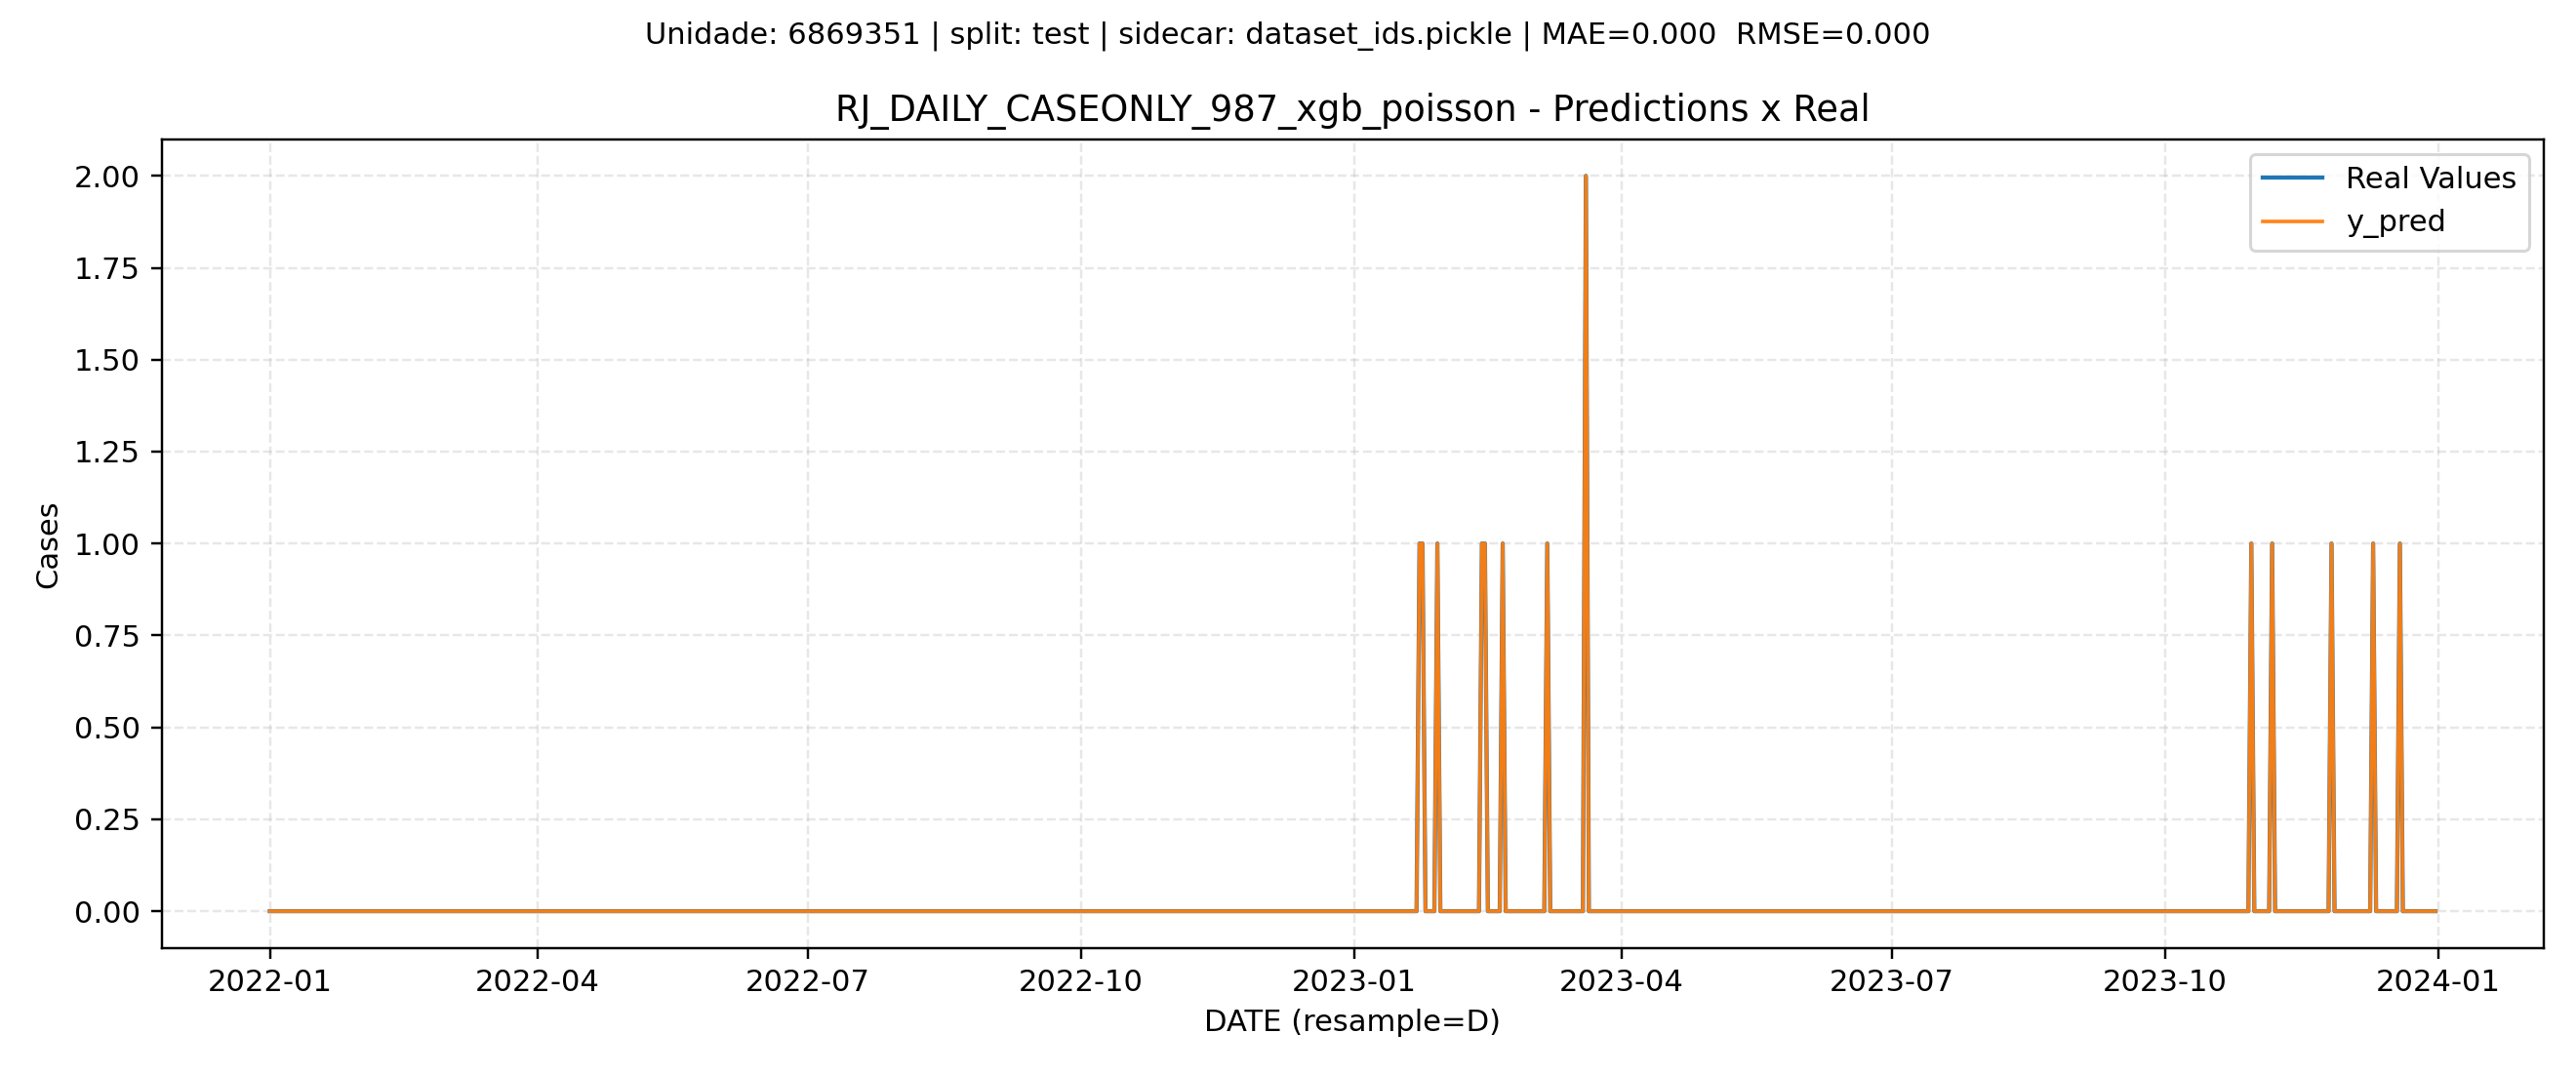 Unidade: 6869351 | split: test | sidecar: dataset_ids.pickle | MAE=0.000  RMSE=0.000
RJ_DAILY_CASEONLY_987_xgb_poisson - Predictions x Real
Real Values
y_pred
Cases
2.00
1.75
1.50
1.25
1.00
0.75
0.50
0.25
0.00
2022-01 2022-04 2022-07 2022-10 2023-01 2023-04 2023-07 2023-10 2024-01
DATE (resample=D)